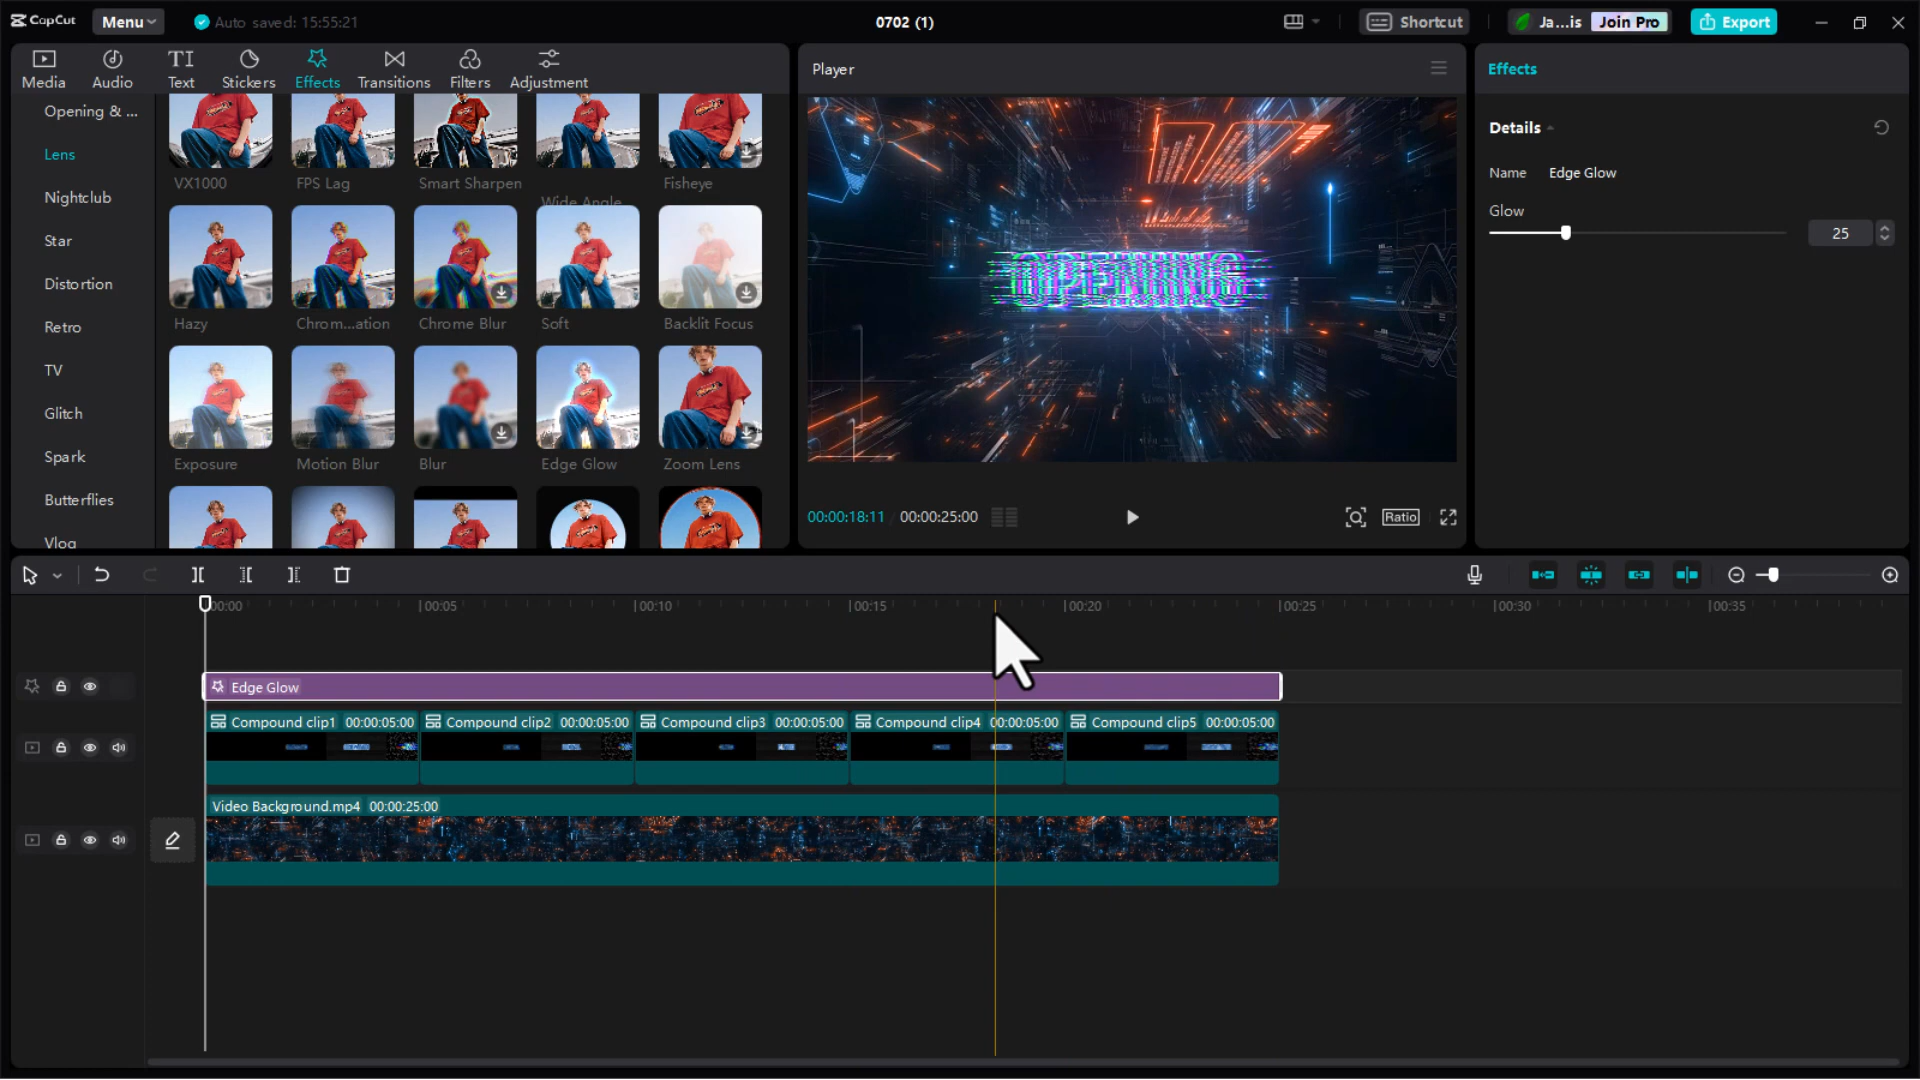 CapCut
Menu
Auto saved: 15:55:21
0702 (1)
Shortcut
Ja...is
Join Pro
Export
Media
Audio
Text
Stickers
Effects
Transitions
Filters
Adjustment
Player
Effects
Opening & ...
Lens
Nightclub
Star
Distortion
Retro
TV
Glitch
Spark
Butterflies
Vlog
VX1000
FPS Lag
Smart Sharpen
Wide Angle
Fisheye
Hazy
Chrom...ation
Chrome Blur
Soft
Backlit Focus
Exposure
Motion Blur
Blur
Edge Glow
Zoom Lens
OPENING
00:00:18:11 / 00:00:25:00
Ratio
Details
Name Edge Glow
Glow
25
00:00
00:05
00:10
00:15
00:20
00:25
00:30
00:35
Edge Glow
Compound clip1 00:00:05:00
Compound clip2 00:00:05:00
Compound clip3 00:00:05:00
Compound clip4 00:00:05:00
Compound clip5 00:00:05:00
Video Background.mp4 00:00:25:00